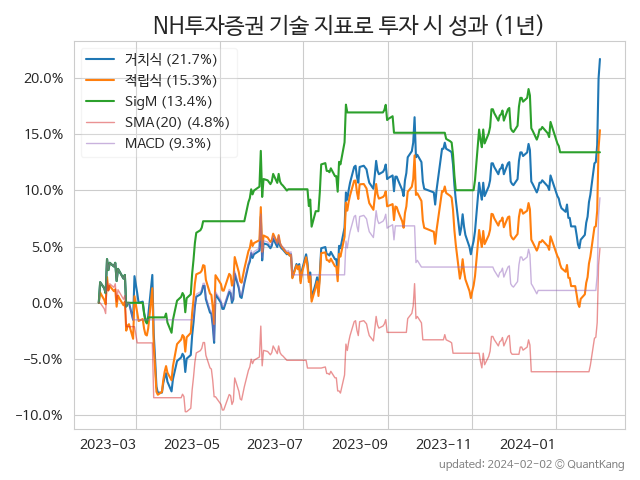 NH투자증권 기술 지표로 투자 시 성과 (1년)
거치식 (21.7%)
적립식 (15.3%)
SigM (13.4%)
SMA(20) (4.8%)
MACD (9.3%)
20.0%
15.0%
10.0%
5.0%
0.0%
−5.0%
−10.0%
2023-03 2023-05 2023-07 2023-09 2023-11 2024-01
updated: 2024-02-02 © QuantKang